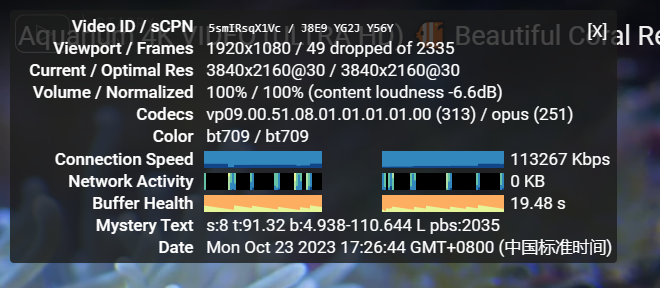 Aquarium 4K VIDEO (ULTRA HD) 🐠 Beautiful Coral Re
[X]
Video ID / sCPN 5smIRsqX1Vc / J8E9 YG2J Y56Y
Viewport / Frames 1920x1080 / 49 dropped of 2335
Current / Optimal Res 3840x2160@30 / 3840x2160@30
Volume / Normalized 100% / 100% (content loudness -6.6dB)
Codecs vp09.00.51.08.01.01.01.01.00 (313) / opus (251)
Color bt709 / bt709
Connection Speed 113267 Kbps
Network Activity 0 KB
Buffer Health 19.48 s
Mystery Text s:8 t:91.32 b:4.938-110.644 L pbs:2035
Date Mon Oct 23 2023 17:26:44 GMT+0800 (中国标准时间)